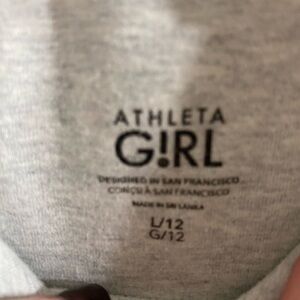 ATHLETA
G!RL
DESIGNED IN SAN FRANCISCO
CONÇU À SAN FRANCISCO
MADE IN SRI LANKA
L/12
G/12